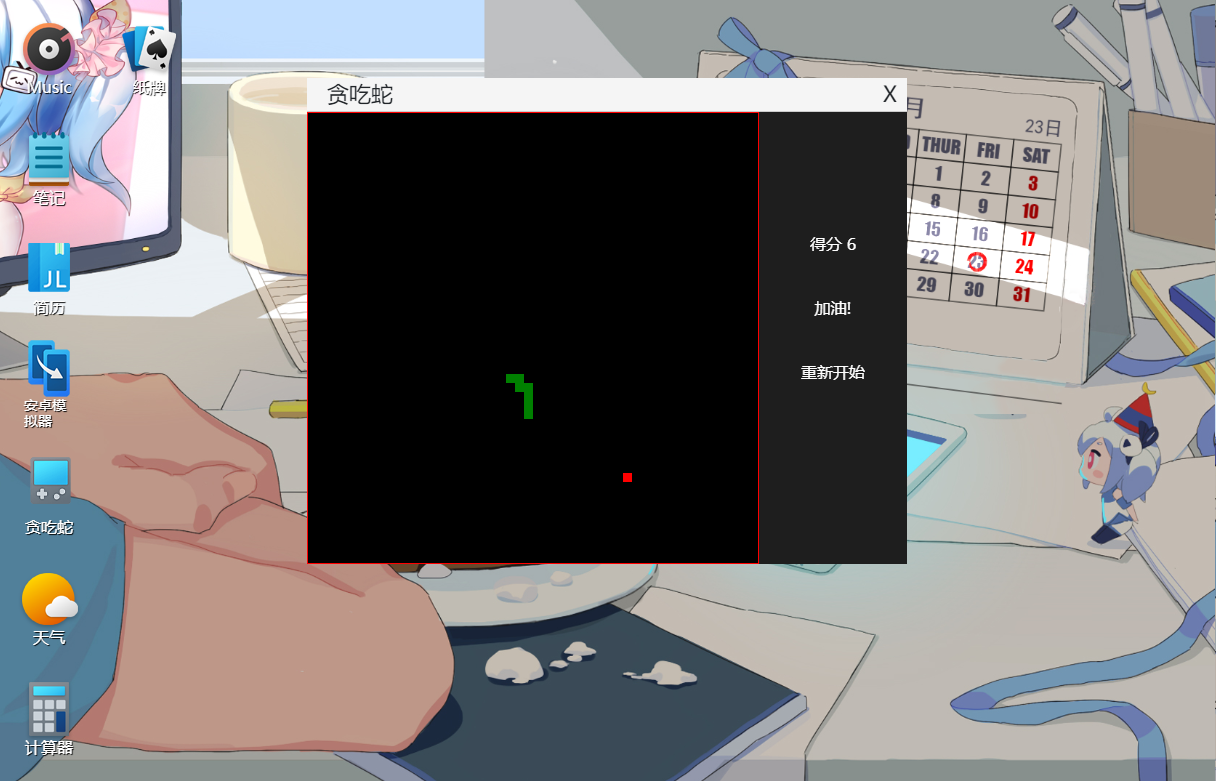 Music
纸牌
笔记
JL
简历
安卓模
拟器
贪吃蛇
天气
计算器
贪吃蛇
X
得分 6
加油!
重新开始
月
23日
THUR FRI SAT
1 2 3
8 9 10
15 16 17
22 23 24
29 30 31